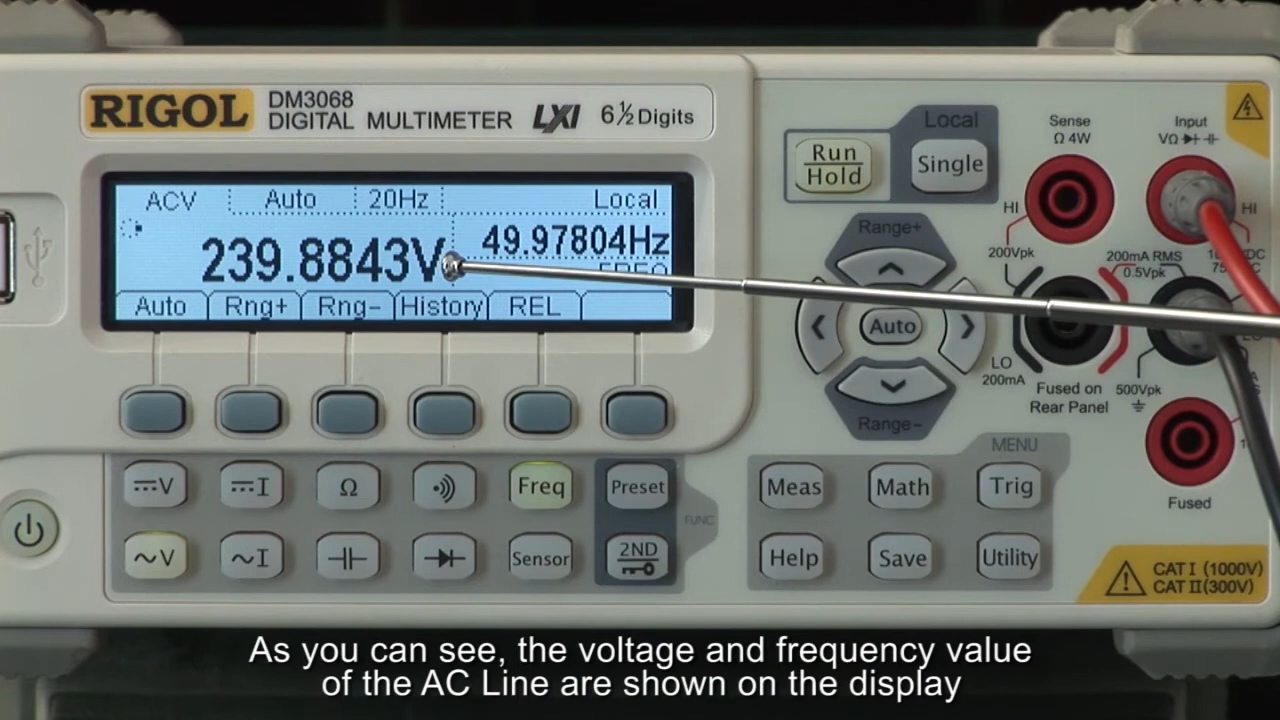 RIGOL
DM3068
DIGITAL MULTIMETER
LXI
6½ Digits
ACV Auto 20Hz Local
239.8843V
49.97804Hz
FREQ
Auto Rng+ Rng- History REL
Run
Hold
Local
Single
Range+
Auto
Range-
Sense
Ω 4W
Input
VΩ
HI
HI
200Vpk
200mA RMS
0.5Vpk
LO
200mA
Fused on
Rear Panel
500Vpk
Fused
V
I
Ω
Freq
Preset
FUNC
~V
~I
Sensor
2ND
MENU
Meas Math Trig
Help Save Utility
CAT I (1000V)
CAT II(300V)
As you can see, the voltage and frequency value
of the AC Line are shown on the display